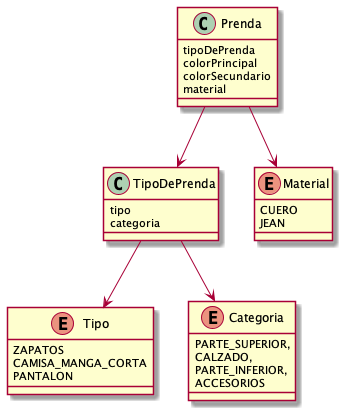 C Prenda
tipoDePrenda
colorPrincipal
colorSecundario
material
C TipoDePrenda
tipo
categoria
E Material
CUERO
JEAN
E Tipo
ZAPATOS
CAMISA_MANGA_CORTA
PANTALON
E Categoria
PARTE_SUPERIOR,
CALZADO,
PARTE_INFERIOR,
ACCESORIOS